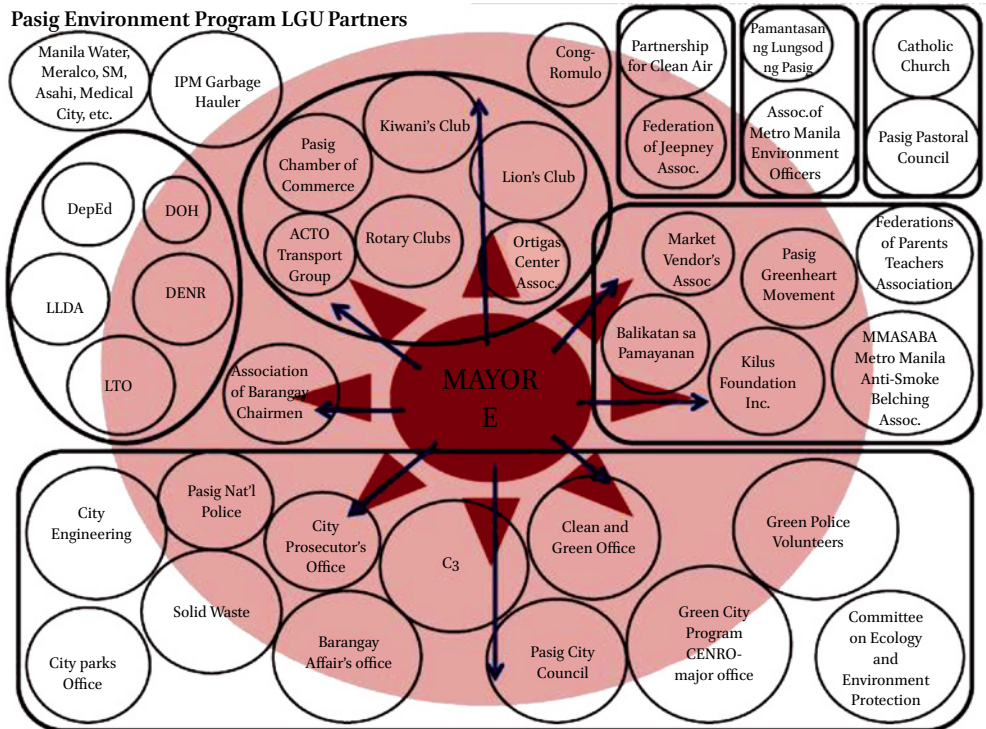 Pasig Environment Program LGU Partners
Manila Water,
Meralco, SM,
Asahi, Medical
City, etc.
IPM Garbage
Hauler
Cong-
Romulo
Partnership
for Clean Air
Federation
of Jeepney
Assoc.
Pamantasan
ng Lungsod
ng Pasig
Assoc.of
Metro Manila
Environment
Officers
Catholic
Church
Pasig Pastoral
Council
Kiwani's Club
Pasig
Chamber of
Commerce
Lion's Club
ACTO
Transport
Group
Rotary Clubs
Ortigas
Center
Assoc.
DepEd
DOH
LLDA
DENR
LTO
Market
Vendor's
Assoc
Pasig
Greenheart
Movement
Federations
of Parents
Teachers
Association
Balikatan sa
Pamayanan
Kilus
Foundation
Inc.
MMASABA
Metro Manila
Anti-Smoke
Belching
Assoc.
Association
of Barangay
Chairmen
MAYOR
E
City
Engineering
Pasig Nat'l
Police
City
Prosecutor's
Office
C3
Clean and
Green Office
Green Police
Volunteers
Solid Waste
City parks
Office
Barangay
Affair's office
Pasig City
Council
Green City
Program
CENRO-
major office
Committee
on Ecology
and
Environment
Protection